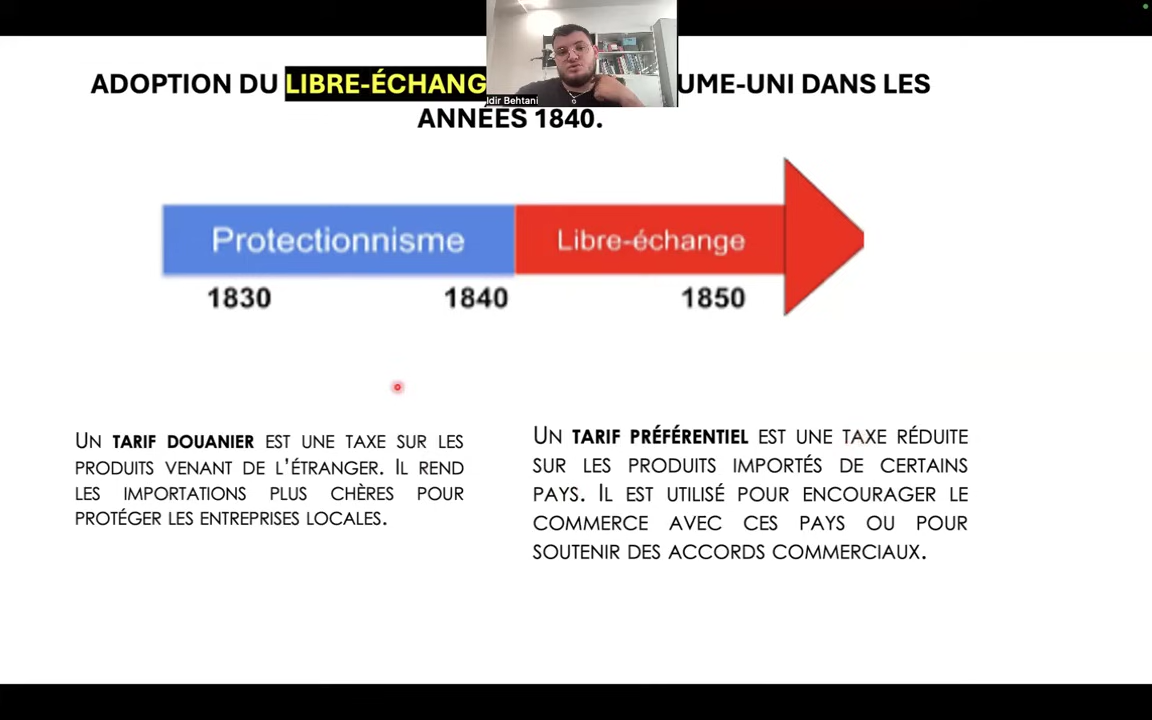 ADOPTION DU LIBRE-ÉCHANG UME-UNI DANS LES
ANNÉES 1840.
Idir Behtani
Protectionnisme Libre-échange
1830 1840 1850
UN TARIF DOUANIER EST UNE TAXE SUR LES
PRODUITS VENANT DE L’ÉTRANGER. IL REND
LES IMPORTATIONS PLUS CHÈRES POUR
PROTÉGER LES ENTREPRISES LOCALES.
UN TARIF PRÉFÉRENTIEL EST UNE TAXE RÉDUITE
SUR LES PRODUITS IMPORTÉS DE CERTAINS
PAYS. IL EST UTILISÉ POUR ENCOURAGER LE
COMMERCE AVEC CES PAYS OU POUR
SOUTENIR DES ACCORDS COMMERCIAUX.